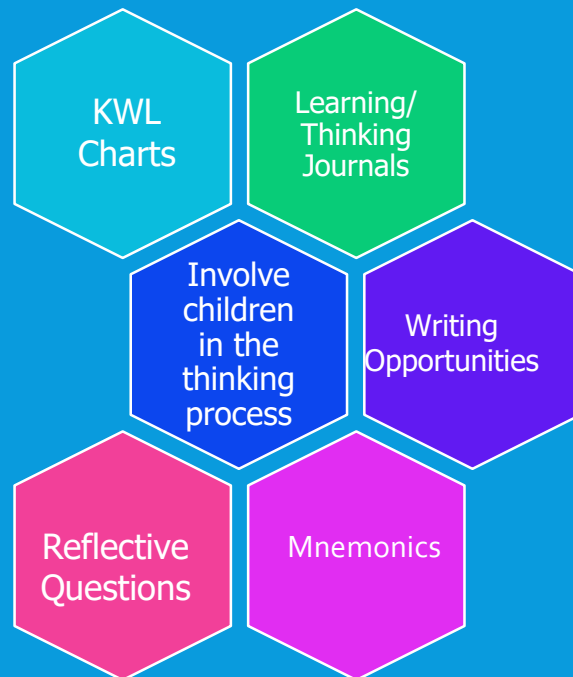 KWL
Charts
Learning/
Thinking
Journals
Involve
children
in the
thinking
process
Writing
Opportunities
Reflective
Questions
Mnemonics